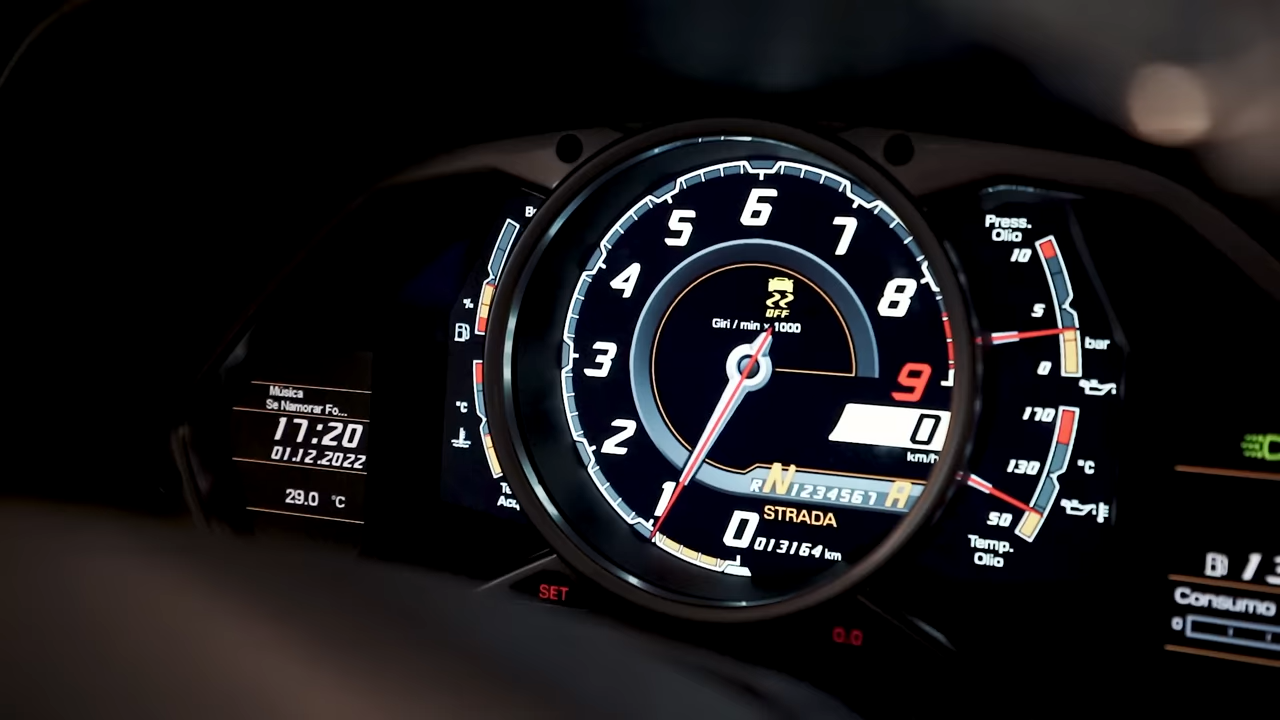 Música
Se Namorar Fo...
17:20
01.12.2022
29.0 °C
%
°C
6
5
7
4
8
3
9
2
1
0
OFF
Giri / min x 1000
0
km/h
R N 1 2 3 4 5 6 7 A
STRADA
013164 km
Press.
Olio
10
5
bar
0
170
130
°C
50
Temp.
Olio
SET
0.0
Consumo
0